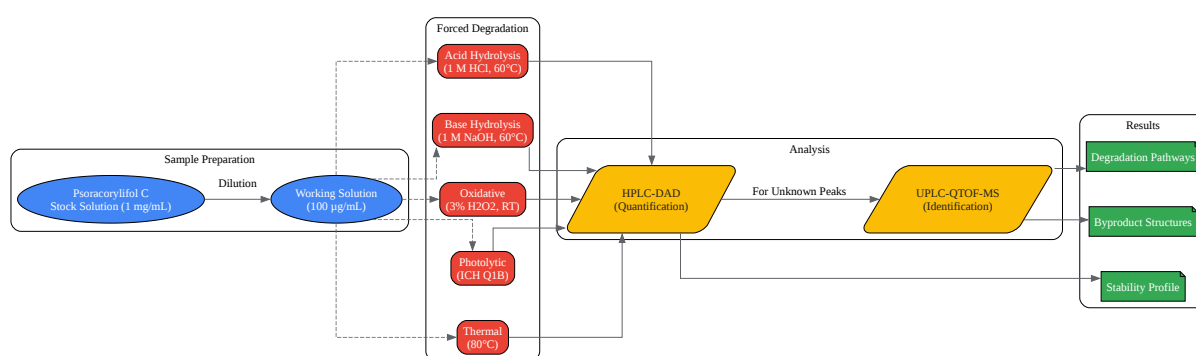 Forced Degradation
Acid Hydrolysis
(1 M HCl, 60°C)
Base Hydrolysis
(1 M NaOH, 60°C)
Oxidative
(3% H2O2, RT)
Photolytic
(ICH Q1B)
Thermal
(80°C)
Sample Preparation
Psoracorylifol C
Stock Solution (1 mg/mL)
Dilution
Working Solution
(100 µg/mL)
Analysis
HPLC-DAD
(Quantification)
For Unknown Peaks
UPLC-QTOF-MS
(Identification)
Results
Degradation Pathways
Byproduct Structures
Stability Profile